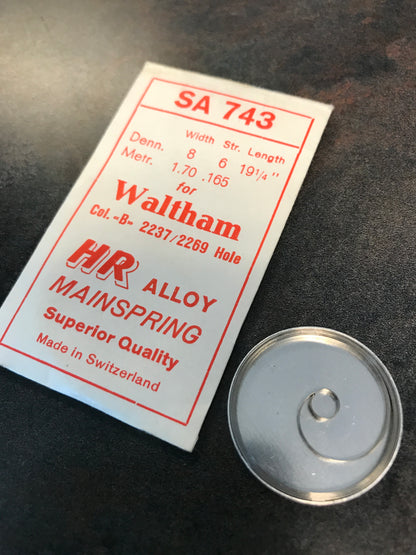 SA 743
Width Str. Length
Denn. 8 6 19¼"
Metr. 1.70 .165
for
Waltham
Col. «B» 2237/2269 Hole
HR ALLOY
MAINSPRING
Superior Quality
Made in Switzerland